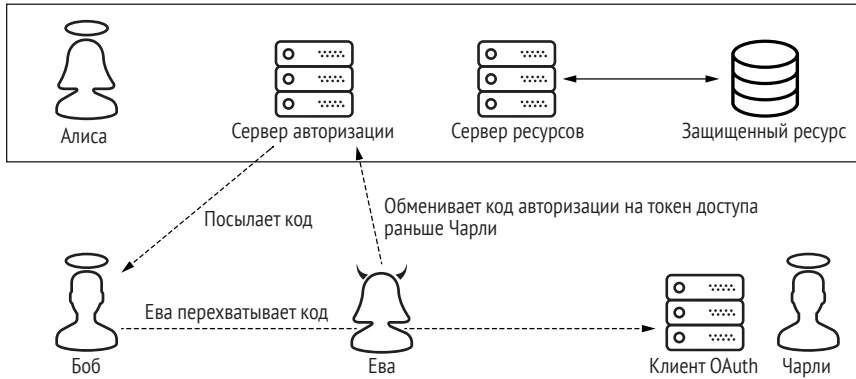 Алиса
Сервер авторизации
Сервер ресурсов
Защищенный ресурс
Посылает код
Обменивает код авторизации на токен доступа
раньше Чарли
Ева перехватывает код
Боб
Ева
Клиент OAuth
Чарли